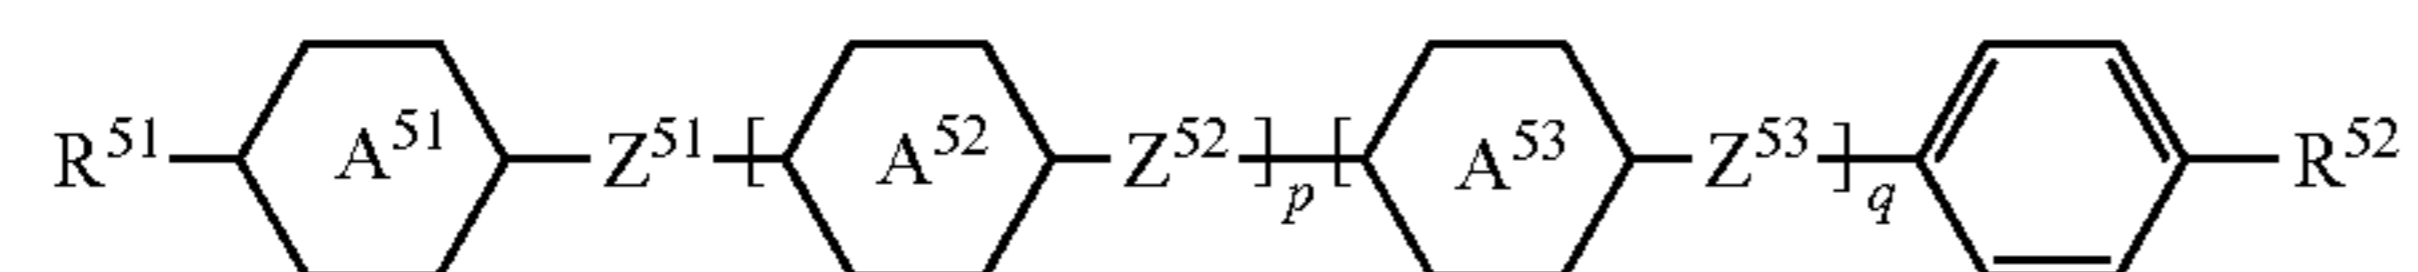 R⁵¹ A⁵¹ Z⁵¹ [ A⁵² Z⁵² ]p [ A⁵³ Z⁵³ ]q R⁵²